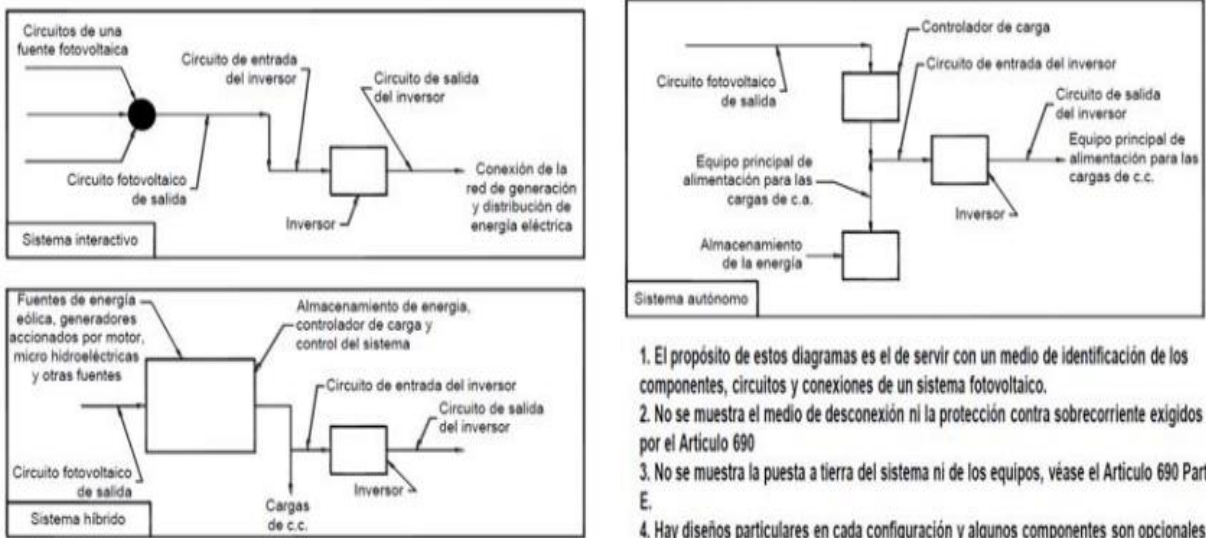 Circuitos de una
fuente fotovoltaica
Circuito de entrada
del inversor
Circuito de salida
del inversor
Circuito fotovoltaico
de salida
Inversor
Conexión de la
red de generación
y distribución de
energía eléctrica
Sistema interactivo
Controlador de carga
Circuito fotovoltaico
de salida
Circuito de entrada del inversor
Circuito de salida
del inversor
Equipo principal de
alimentación para las
cargas de c.a.
Equipo principal de
alimentación para las
cargas de c.c.
Inversor
Almacenamiento
de la energía
Sistema autónomo
Fuentes de energía
eólica, generadores
accionados por motor,
micro hidroeléctricas
y otras fuentes
Almacenamiento de energia,
controlador de carga y
control del sistema
Circuito de entrada del inversor
Circuito de salida
del inversor
Circuito fotovoltaico
de salida
Cargas
de c.c.
Inversor
Sistema híbrido
1. El propósito de estos diagramas es el de servir con un medio de identificación de los
componentes, circuitos y conexiones de un sistema fotovoltaico.
2. No se muestra el medio de desconexión ni la protección contra sobrecorriente exigidos
por el Articulo 690
3. No se muestra la puesta a tierra del sistema ni de los equipos, véase el Articulo 690 Part
E.
4. Hay diseños particulares en cada configuración y algunos componentes son opcionales